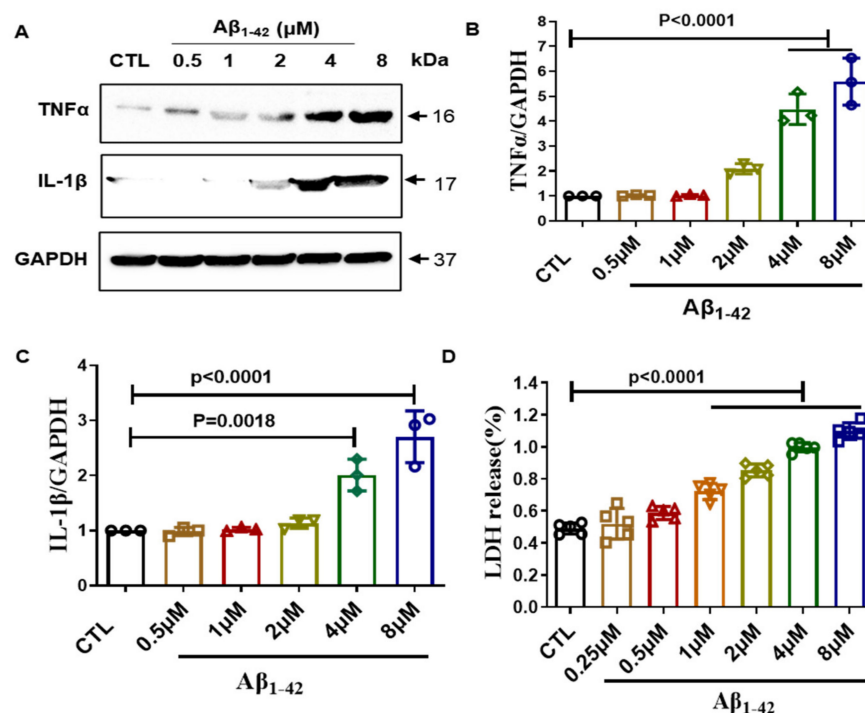 A
Aβ1-42 (μM)
CTL 0.5 1 2 4 8 kDa
TNFα 16
IL-1β 17
GAPDH 37
B
P<0.0001
TNFα/GAPDH
8
7
6
5
4
3
2
1
0
CTL 0.5μM 1μM 2μM 4μM 8μM
Aβ1-42
C
p<0.0001
P=0.0018
IL-1β/GAPDH
4
3
2
1
0
CTL 0.5μM 1μM 2μM 4μM 8μM
Aβ1-42
D
p<0.0001
LDH release(%)
1.4
1.2
1.0
0.8
0.6
0.4
0.2
0.0
CTL 0.25μM 0.5μM 1μM 2μM 4μM 8μM
Aβ1-42